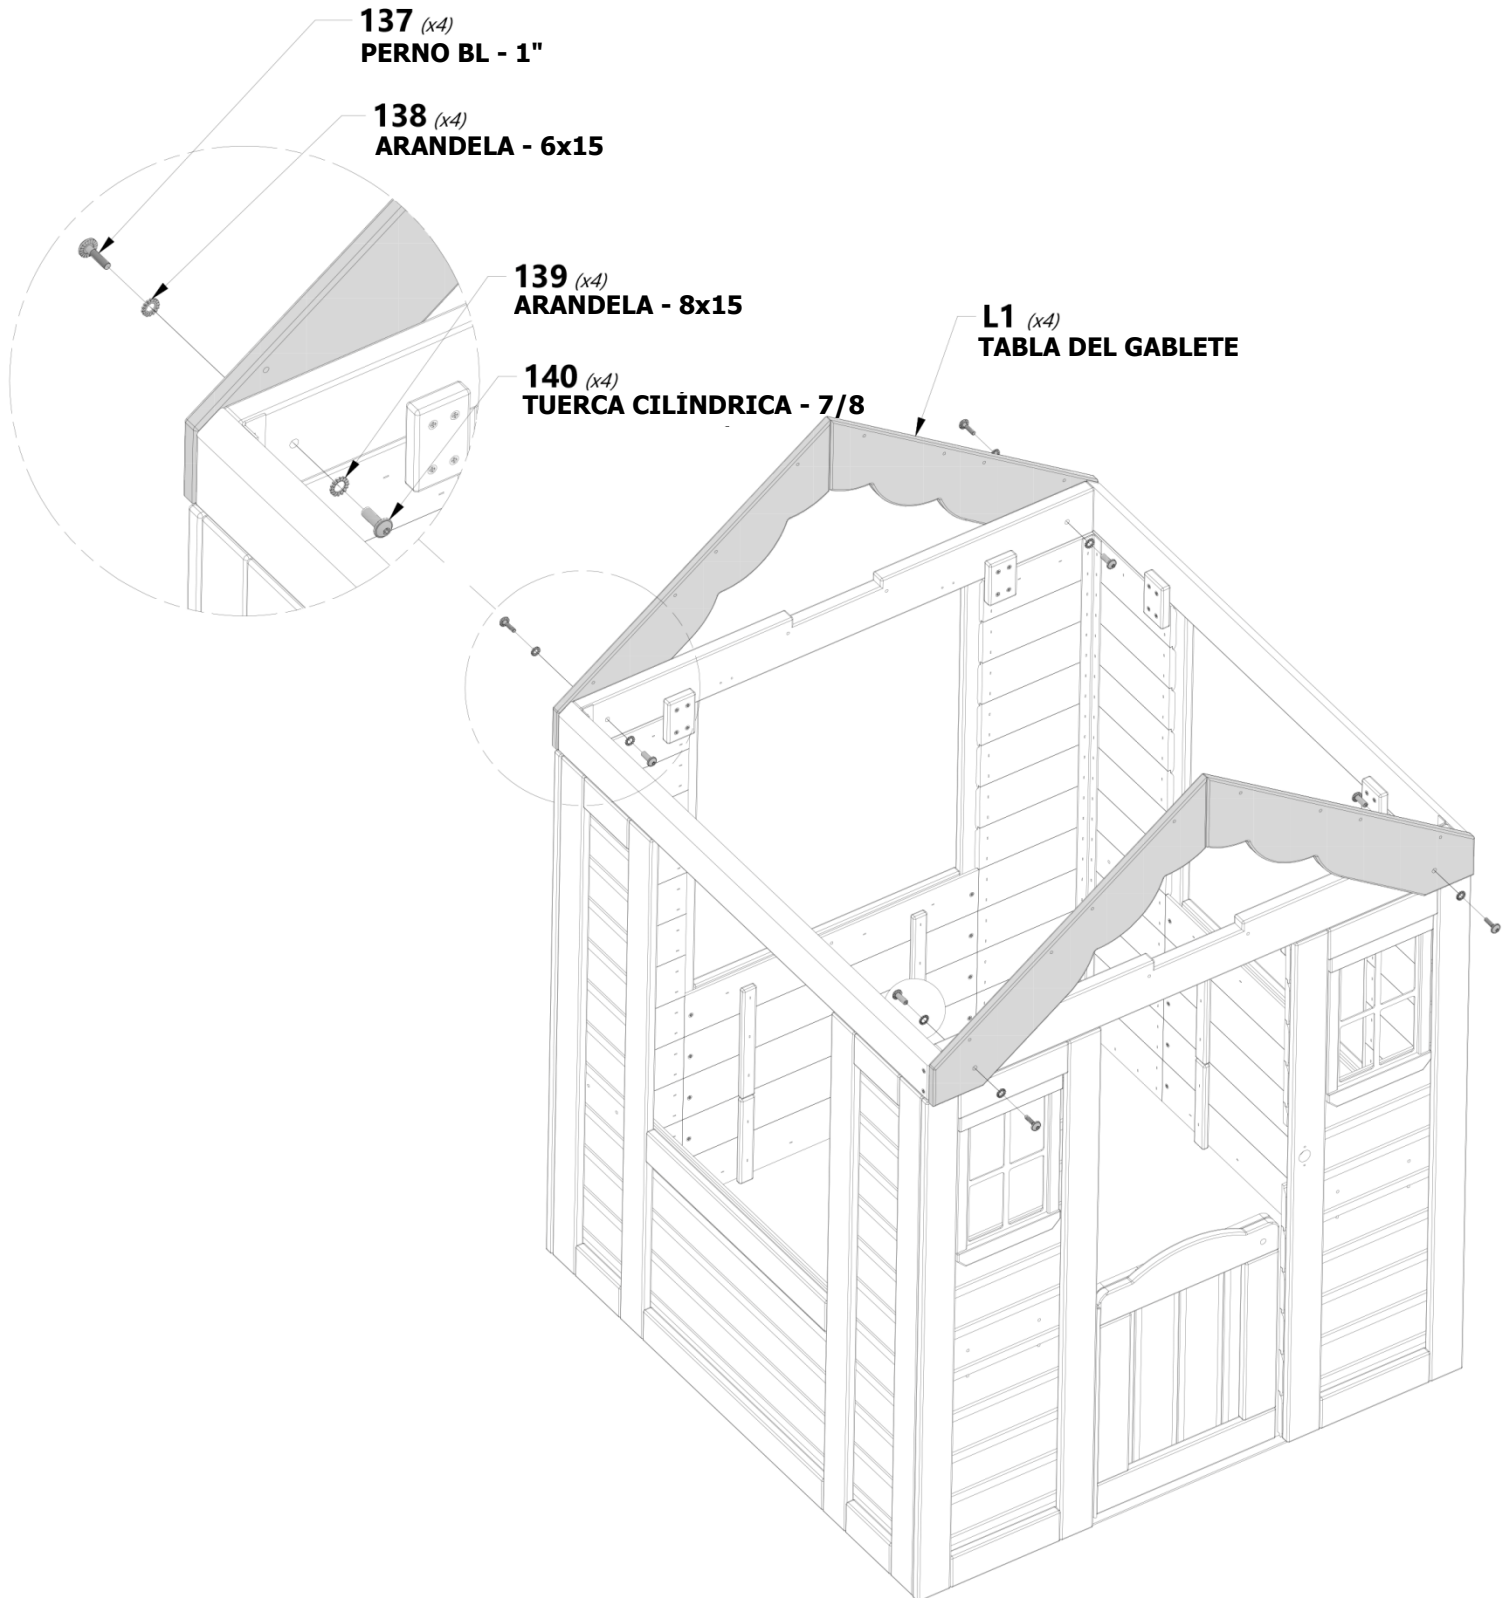 137 (x4)
PERNO BL - 1"
138 (x4)
ARANDELA - 6x15
139 (x4)
ARANDELA - 8x15
L1 (x4)
TABLA DEL GABLETE
140 (x4)
TUERCA CILÍNDRICA - 7/8